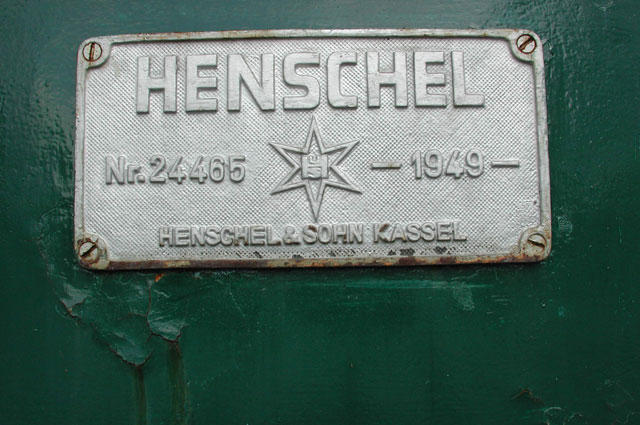 HENSCHEL
Nr. 24465 — 1949 —
HENSCHEL & SOHN KASSEL